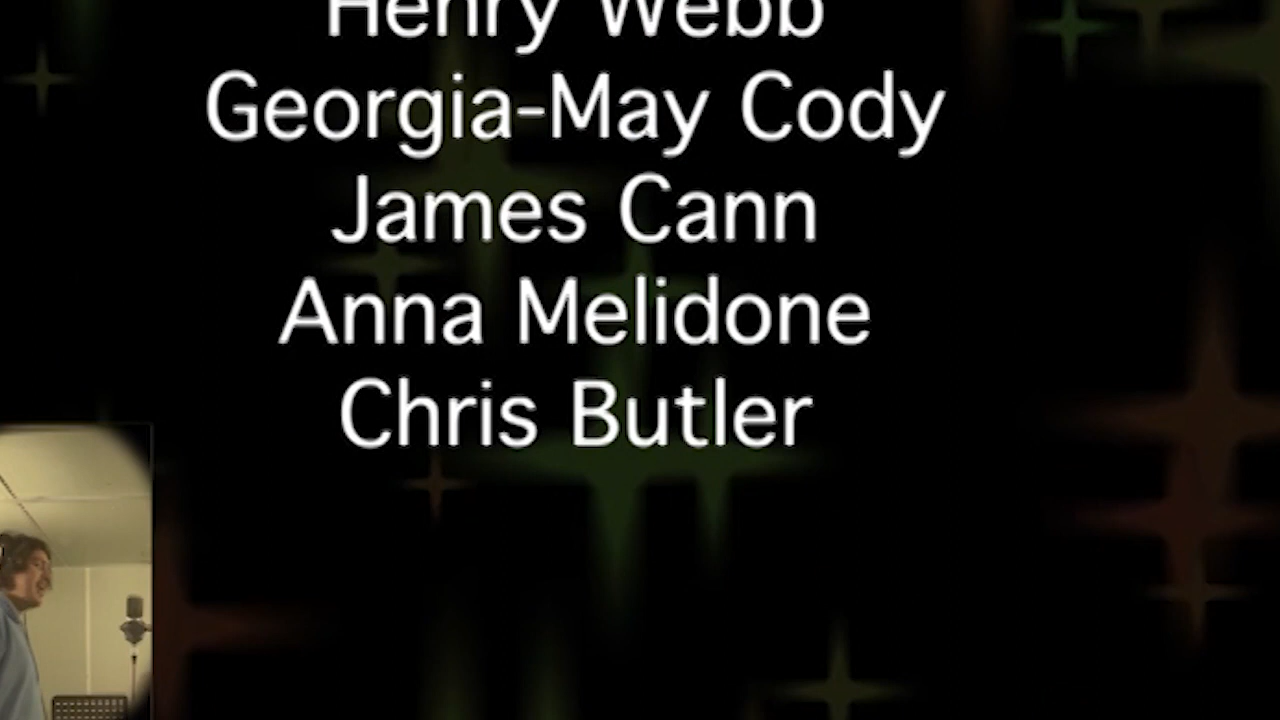 Henry Webb
Georgia-May Cody
James Cann
Anna Melidone
Chris Butler